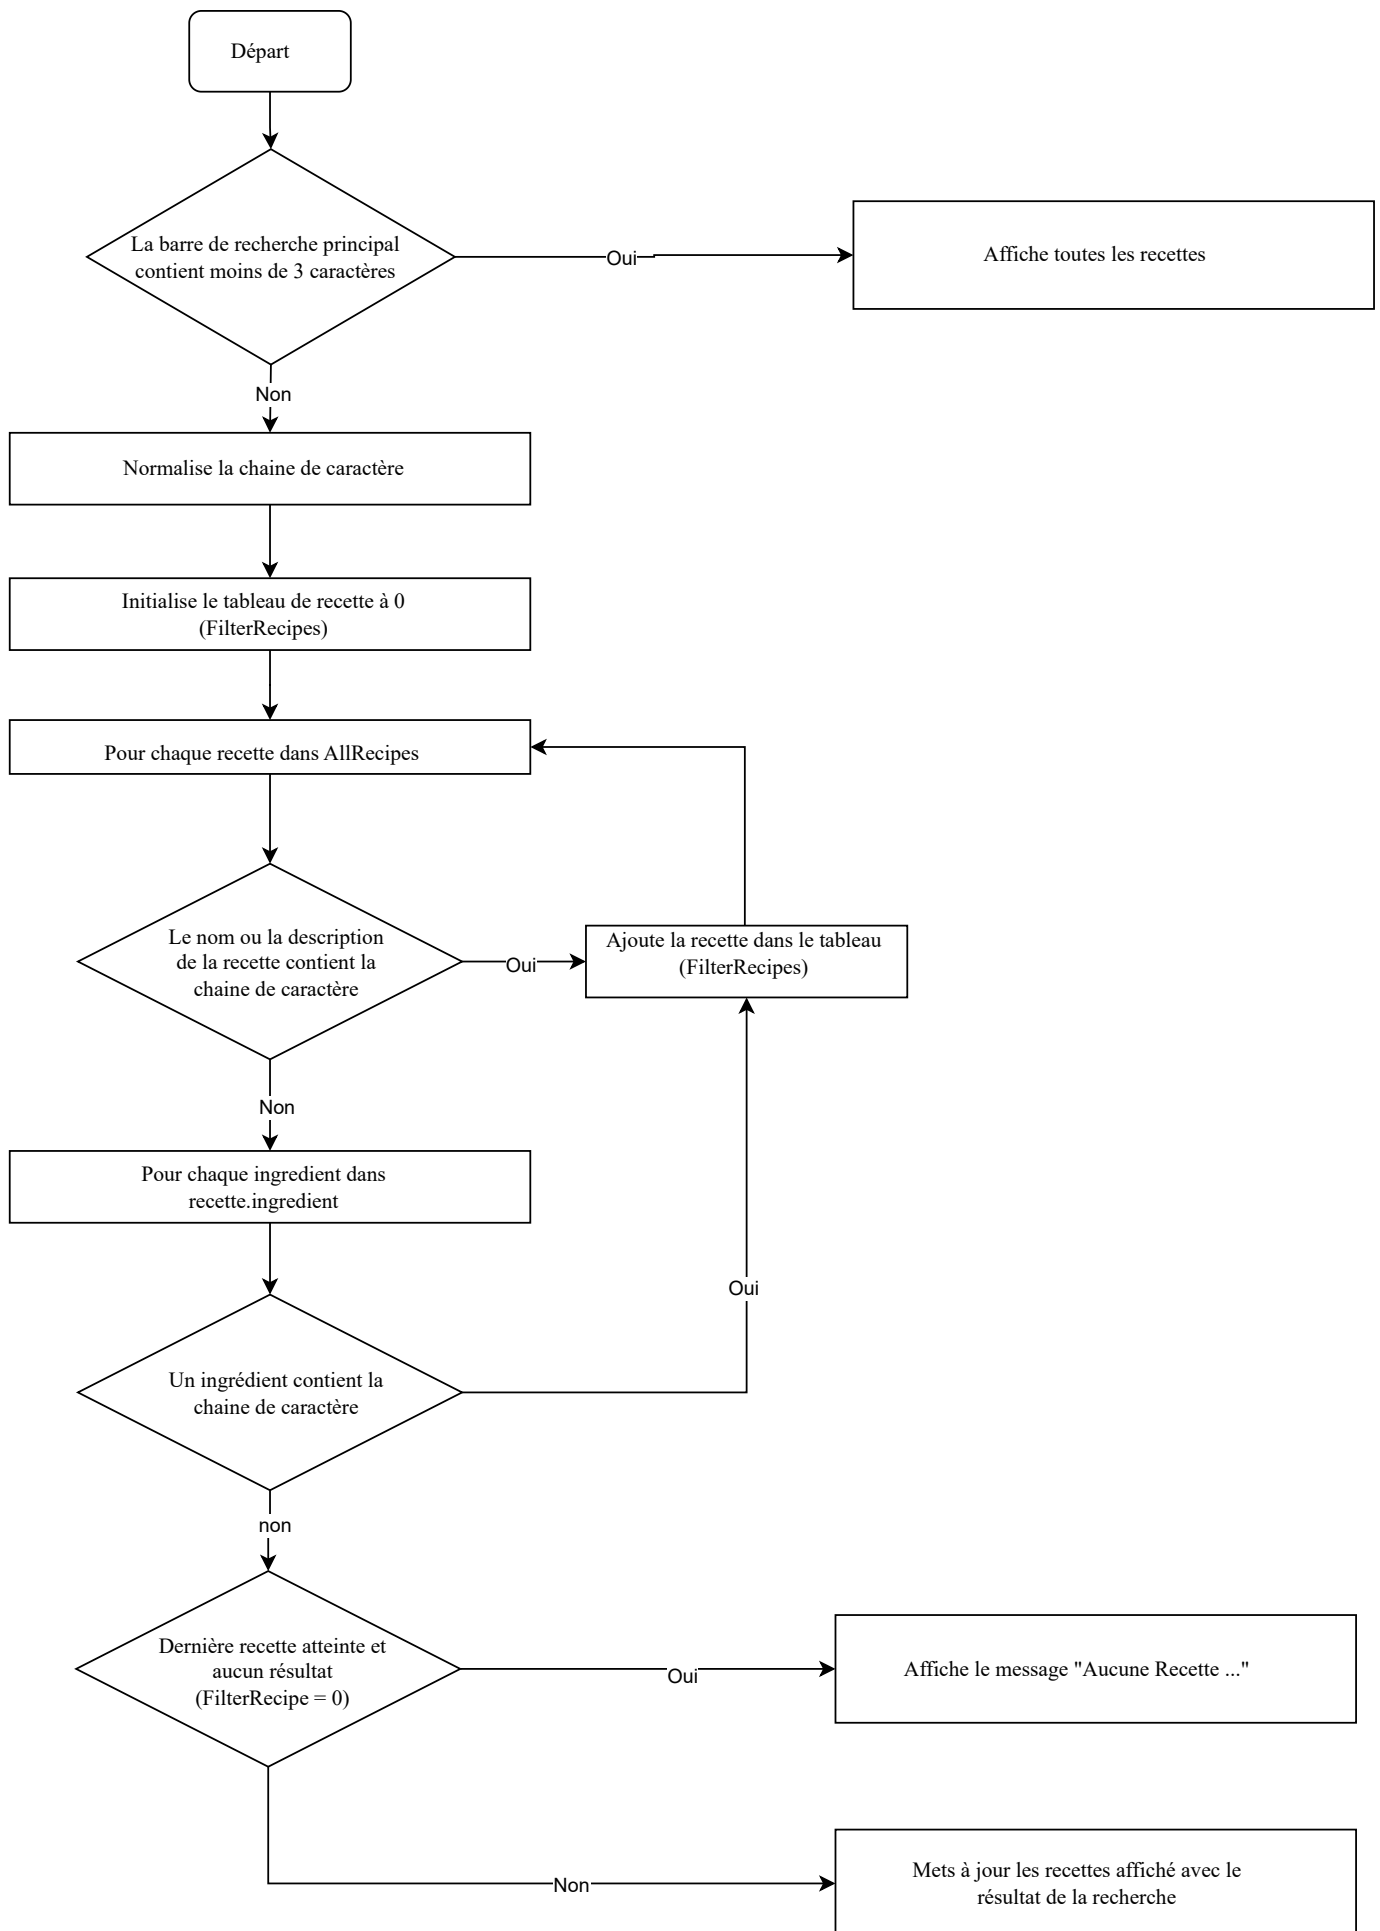 Départ
La barre de recherche principal
contient moins de 3 caractères
Oui
Affiche toutes les recettes
Non
Normalise la chaine de caractère
Initialise le tableau de recette à 0
(FilterRecipes)
Pour chaque recette dans AllRecipes
Le nom ou la description
de la recette contient la
chaine de caractère
Oui
Ajoute la recette dans le tableau
(FilterRecipes)
Non
Pour chaque ingredient dans
recette.ingredient
Oui
Un ingrédient contient la
chaine de caractère
non
Dernière recette atteinte et
aucun résultat
(FilterRecipe = 0)
Oui
Affiche le message "Aucune Recette ..."
Non
Mets à jour les recettes affiché avec le
résultat de la recherche